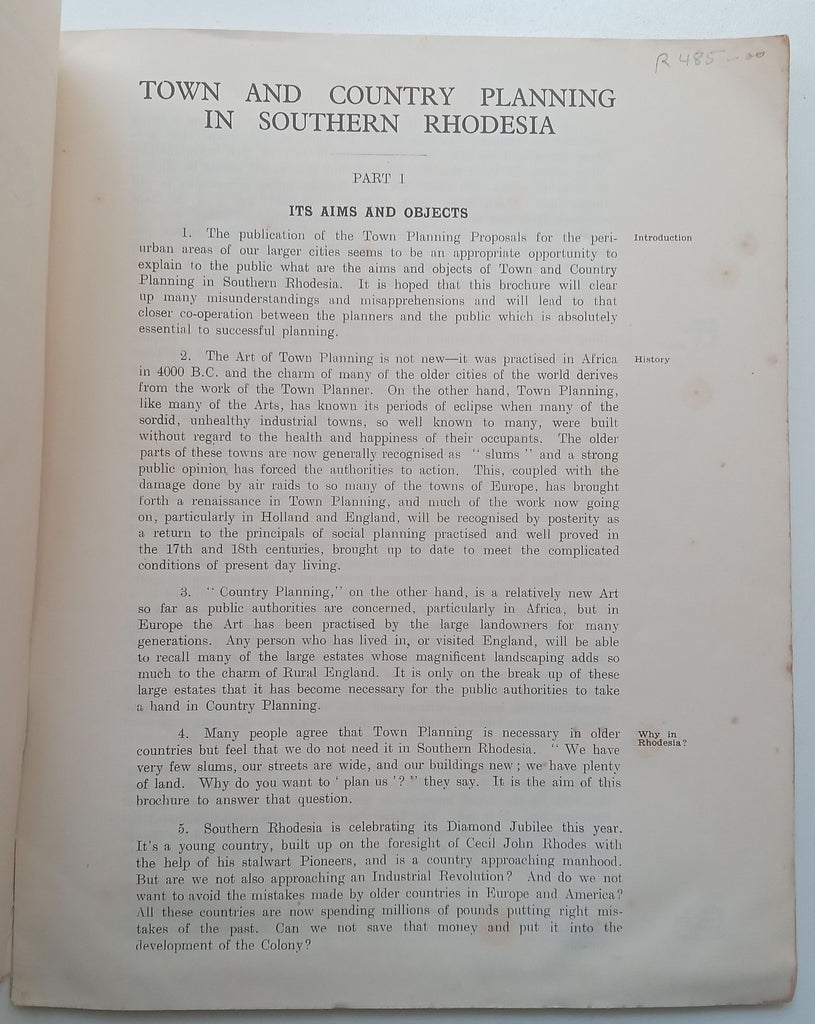 R 485-00
TOWN AND COUNTRY PLANNING
IN SOUTHERN RHODESIA
PART I
ITS AIMS AND OBJECTS
1. The publication of the Town Planning Proposals for the peri-
Introduction
urban areas of our larger cities seems to be an appropriate opportunity to
explain to the public what are the aims and objects of Town and Country
Planning in Southern Rhodesia. It is hoped that this brochure will clear
up many misunderstandings and misapprehensions and will lead to that
closer co-operation between the planners and the public which is absolutely
essential to successful planning.
2. The Art of Town Planning is not new—it was practised in Africa
History
in 4000 B.C. and the charm of many of the older cities of the world derives
from the work of the Town Planner. On the other hand, Town Planning,
like many of the Arts, has known its periods of eclipse when many of the
sordid, unhealthy industrial towns, so well known to many, were built
without regard to the health and happiness of their occupants. The older
parts of these towns are now generally recognised as " slums " and a strong
public opinion has forced the authorities to action. This, coupled with the
damage done by air raids to so many of the towns of Europe, has brought
forth a renaissance in Town Planning, and much of the work now going
on, particularly in Holland and England, will be recognised by posterity as
a return to the principals of social planning practised and well proved in
the 17th and 18th centuries, brought up to date to meet the complicated
conditions of present day living.
3. " Country Planning," on the other hand, is a relatively new Art
so far as public authorities are concerned, particularly in Africa, but in
Europe the Art has been practised by the large landowners for many
generations. Any person who has lived in, or visited England, will be able
to recall many of the large estates whose magnificent landscaping adds so
much to the charm of Rural England. It is only on the break up of these
large estates that it has become necessary for the public authorities to take
a hand in Country Planning.
4. Many people agree that Town Planning is necessary in older
Why in
Rhodesia?
countries but feel that we do not need it in Southern Rhodesia. " We have
very few slums, our streets are wide, and our buildings new ; we have plenty
of land. Why do you want to ' plan us ' ? " they say. It is the aim of this
brochure to answer that question.
5. Southern Rhodesia is celebrating its Diamond Jubilee this year.
It's a young country, built up on the foresight of Cecil John Rhodes with
the help of his stalwart Pioneers, and is a country approaching manhood.
But are we not also approaching an Industrial Revolution? And do we not
want to avoid the mistakes made by older countries in Europe and America?
All these countries are now spending millions of pounds putting right mis-
takes of the past. Can we not save that money and put it into the
development of the Colony?